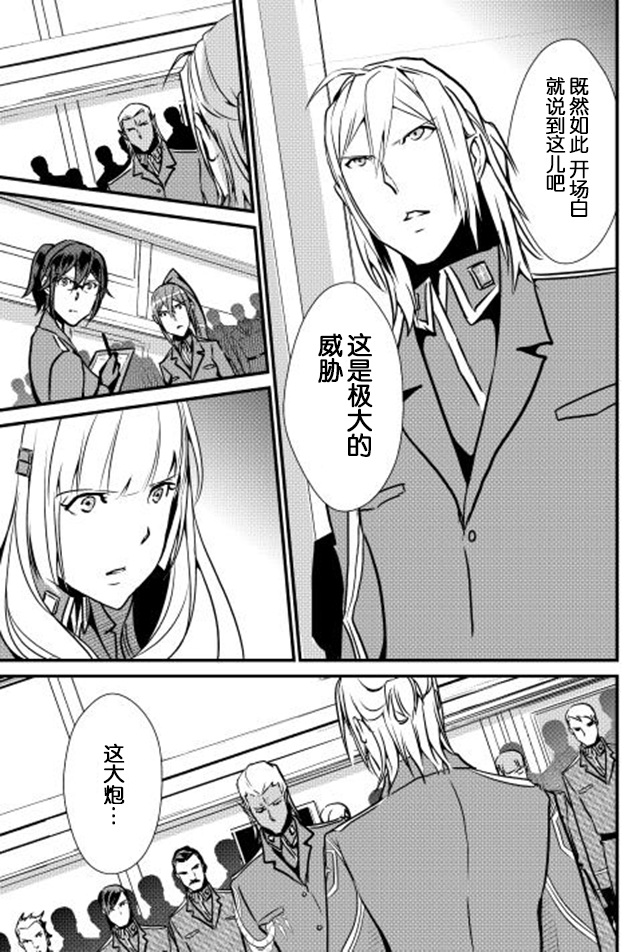 既然如此 开场白
就说到这儿吧
这是极大的
威胁
这大炮…